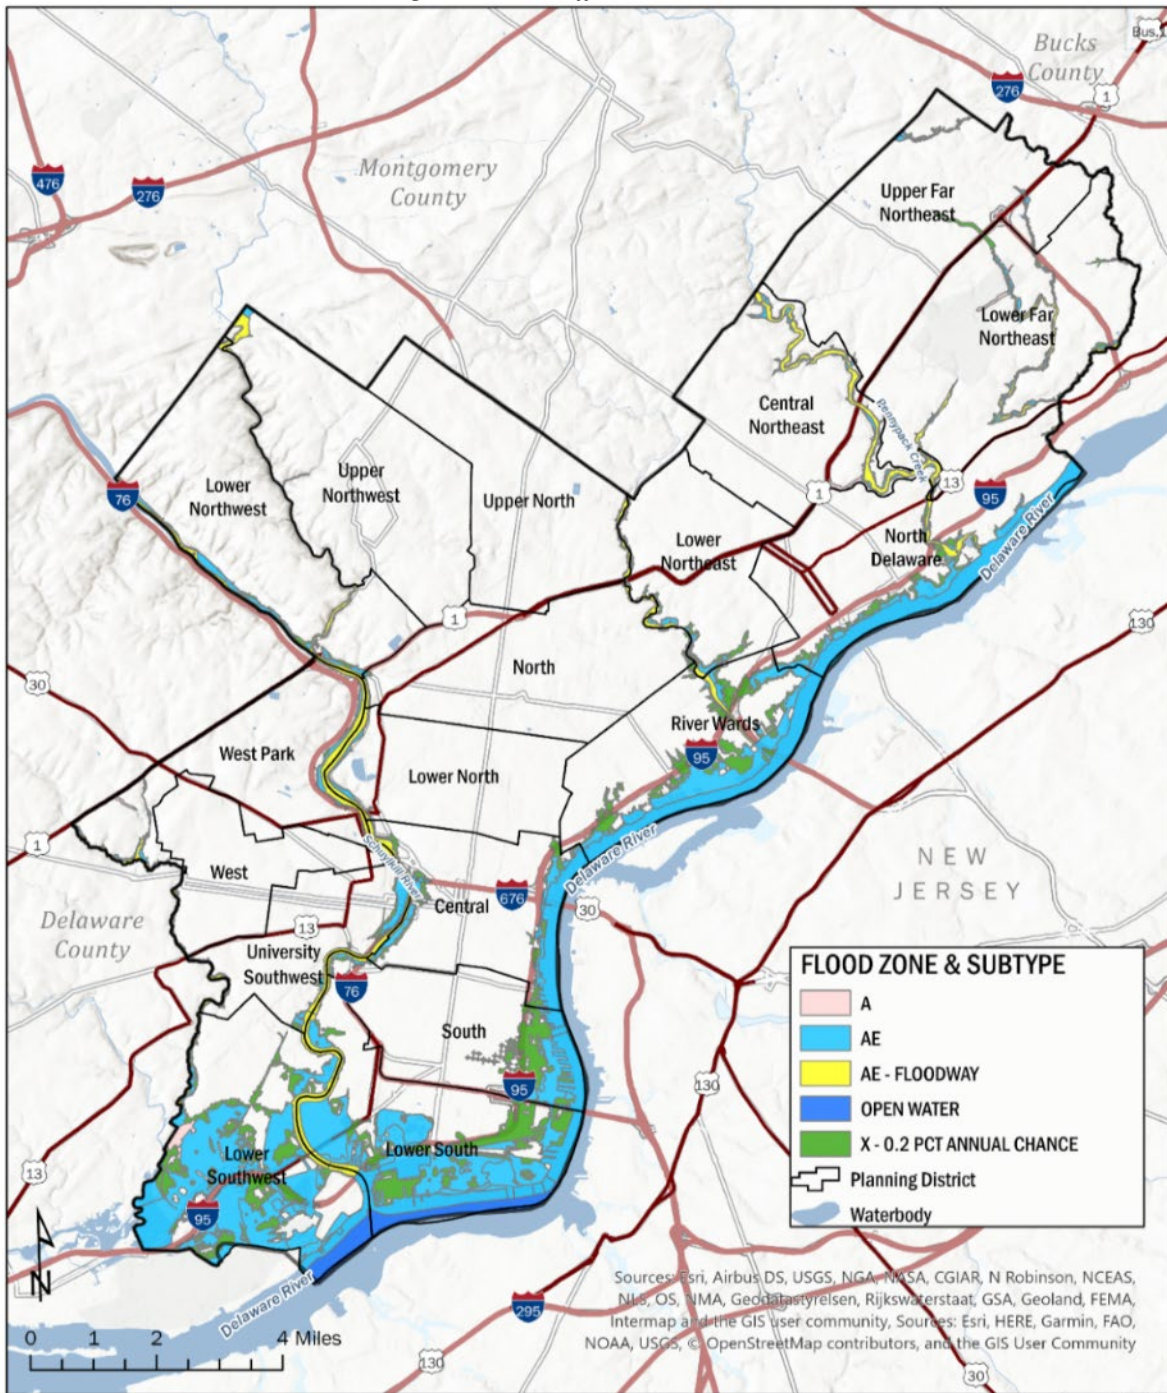 Bucks
County
Bus.1
276
1
Montgomery
County
476
276
Upper Far
Northeast
Lower Far
Northeast
Central
Northeast
Pennypack Creek
Upper
Northwest
Lower
Northwest
76
Upper North
1
13
95
Lower
Northeast
North
Delaware
Delaware River
1
130
30
North
River Wards
95
West Park
Lower North
1
Schuylkill River
Delaware River
NEW
JERSEY
West
676
Central
30
Delaware
County
13
University
Southwest
76
South
95
130
13
Lower
Southwest
Lower South
95
FLOOD ZONE & SUBTYPE
A
AE
AE - FLOODWAY
OPEN WATER
X - 0.2 PCT ANNUAL CHANCE
Planning District
Waterbody
N
Delaware River
295
130
30
0 1 2 4 Miles
Sources: Esri, Airbus DS, USGS, NGA, NASA, CGIAR, N Robinson, NCEAS,
NLS, OS, NMA, Geodatastyrelsen, Rijkswaterstaat, GSA, Geoland, FEMA,
Intermap and the GIS user community, Sources: Esri, HERE, Garmin, FAO,
NOAA, USGS, © OpenStreetMap contributors, and the GIS User Community